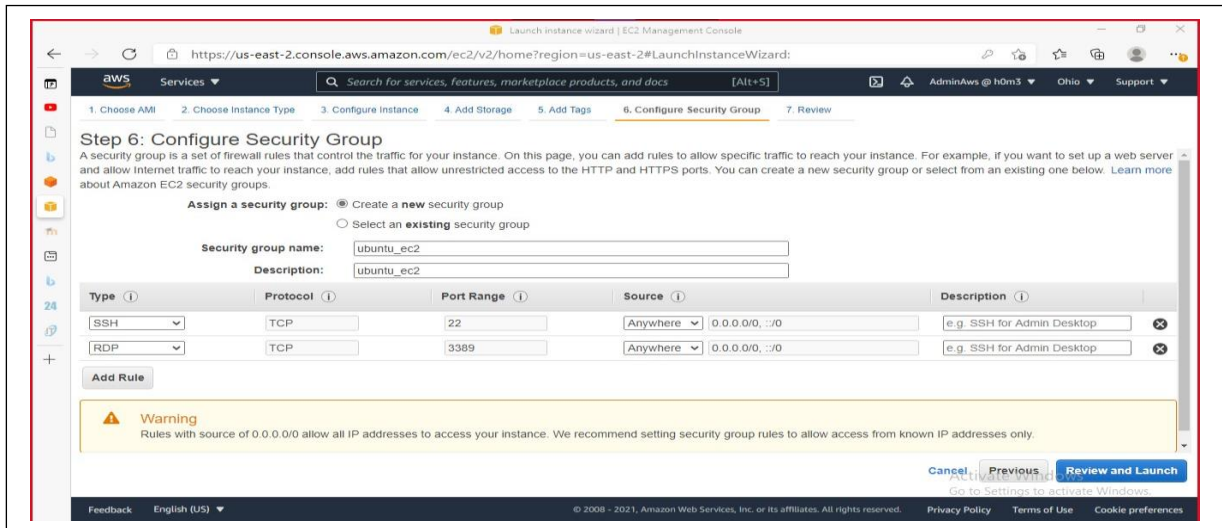 Launch instance wizard | EC2 Management Console
https://us-east-2.console.aws.amazon.com/ec2/v2/home?region=us-east-2#LaunchInstanceWizard:
aws Services Search for services, features, marketplace products, and docs [Alt+S] AdminAws @ h0m3 Ohio Support
1. Choose AMI 2. Choose Instance Type 3. Configure Instance 4. Add Storage 5. Add Tags 6. Configure Security Group 7. Review
Step 6: Configure Security Group
A security group is a set of firewall rules that control the traffic for your instance. On this page, you can add rules to allow specific traffic to reach your instance. For example, if you want to set up a web server
and allow Internet traffic to reach your instance, add rules that allow unrestricted access to the HTTP and HTTPS ports. You can create a new security group or select from an existing one below. Learn more
about Amazon EC2 security groups.
Assign a security group: Create a new security group
Select an existing security group
Security group name: ubuntu_ec2
Description: ubuntu_ec2
Type Protocol Port Range Source Description
SSH TCP 22 Anywhere 0.0.0.0/0, ::/0 e.g. SSH for Admin Desktop
RDP TCP 3389 Anywhere 0.0.0.0/0, ::/0 e.g. SSH for Admin Desktop
24
Add Rule
Warning
Rules with source of 0.0.0.0/0 allow all IP addresses to access your instance. We recommend setting security group rules to allow access from known IP addresses only.
Cancel Previous Review and Launch
Activate Windows
Go to Settings to activate Windows.
Feedback English (US) © 2008 - 2021, Amazon Web Services, Inc. or its affiliates. All rights reserved. Privacy Policy Terms of Use Cookie preferences